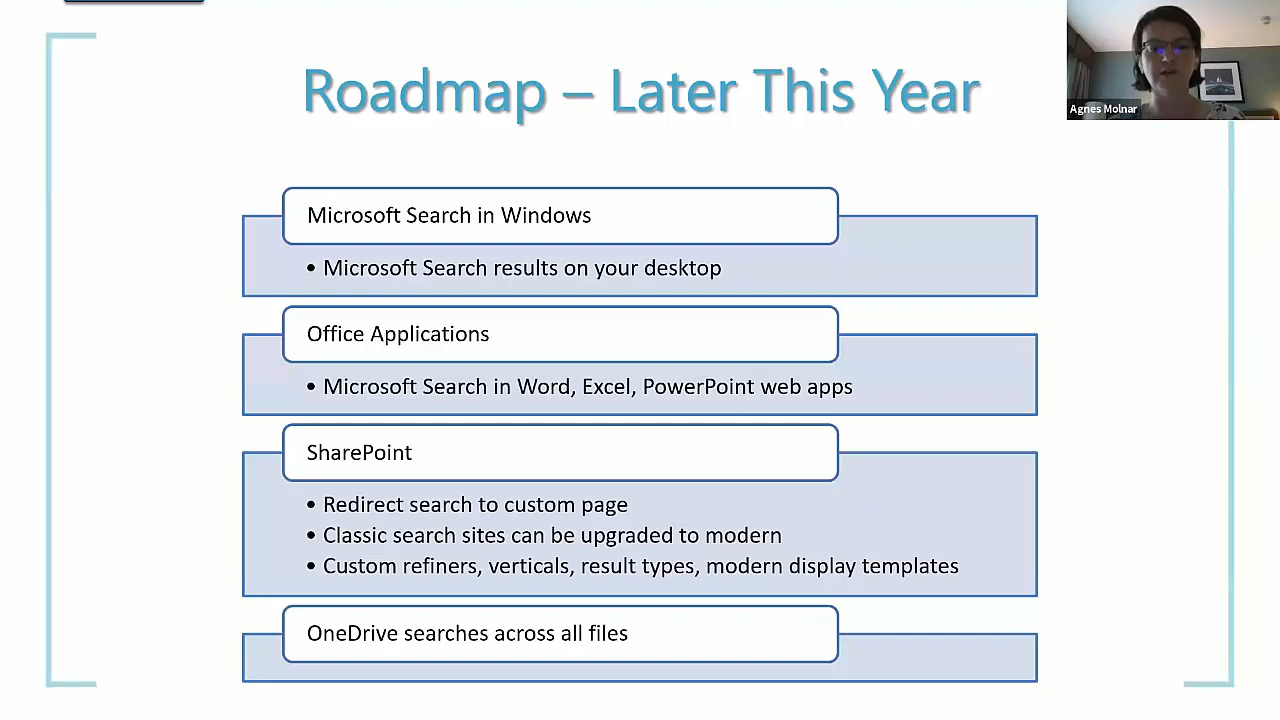 Roadmap – Later This Year
Agnes Molnar
Microsoft Search in Windows
• Microsoft Search results on your desktop
Office Applications
• Microsoft Search in Word, Excel, PowerPoint web apps
SharePoint
• Redirect search to custom page
• Classic search sites can be upgraded to modern
• Custom refiners, verticals, result types, modern display templates
OneDrive searches across all files